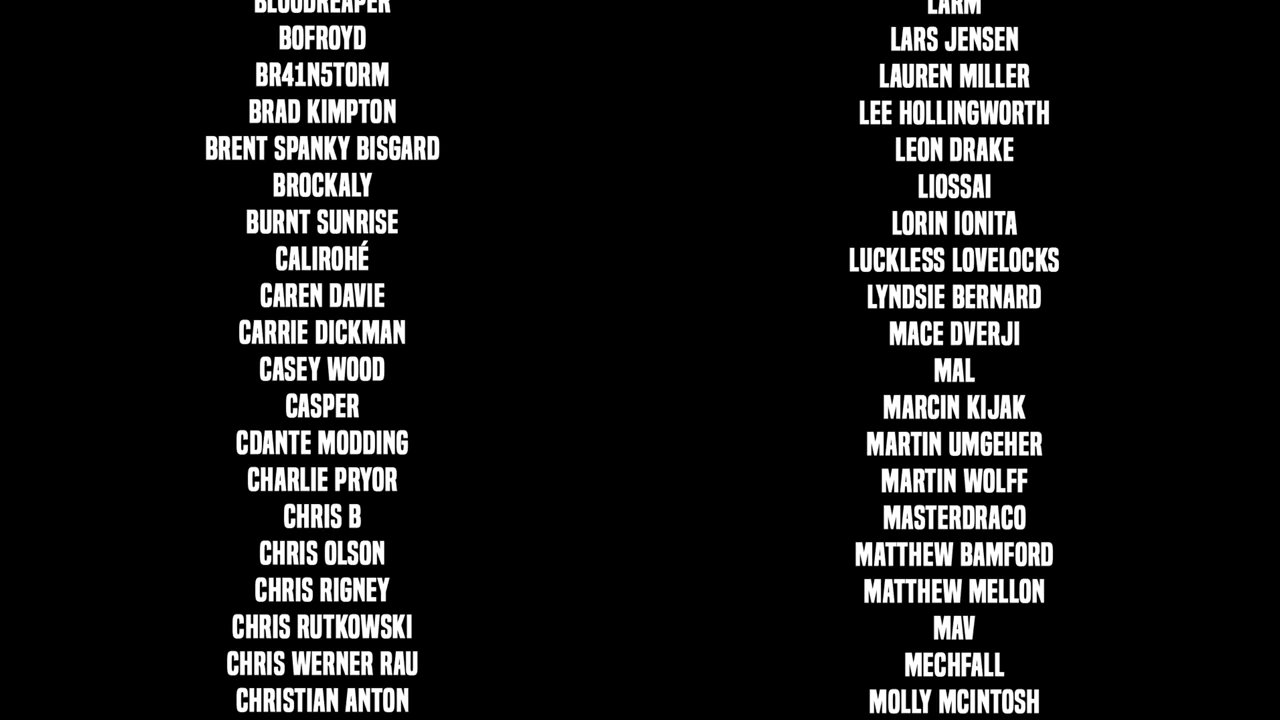 BLOODREAPER
BOFROYD
BR41N5TORM
BRAD KIMPTON
BRENT SPANKY BISGARD
BROCKALY
BURNT SUNRISE
CALIROHÉ
CAREN DAVIE
CARRIE DICKMAN
CASEY WOOD
CASPER
CDANTE MODDING
CHARLIE PRYOR
CHRIS B
CHRIS OLSON
CHRIS RIGNEY
CHRIS RUTKOWSKI
CHRIS WERNER RAU
CHRISTIAN ANTON
LARM
LARS JENSEN
LAUREN MILLER
LEE HOLLINGWORTH
LEON DRAKE
LIOSSAI
LORIN IONITA
LUCKLESS LOVELOCKS
LYNDSIE BERNARD
MACE DVERJI
MAL
MARCIN KIJAK
MARTIN UMGEHER
MARTIN WOLFF
MASTERDRACO
MATTHEW BAMFORD
MATTHEW MELLON
MAV
MECHFALL
MOLLY MCINTOSH